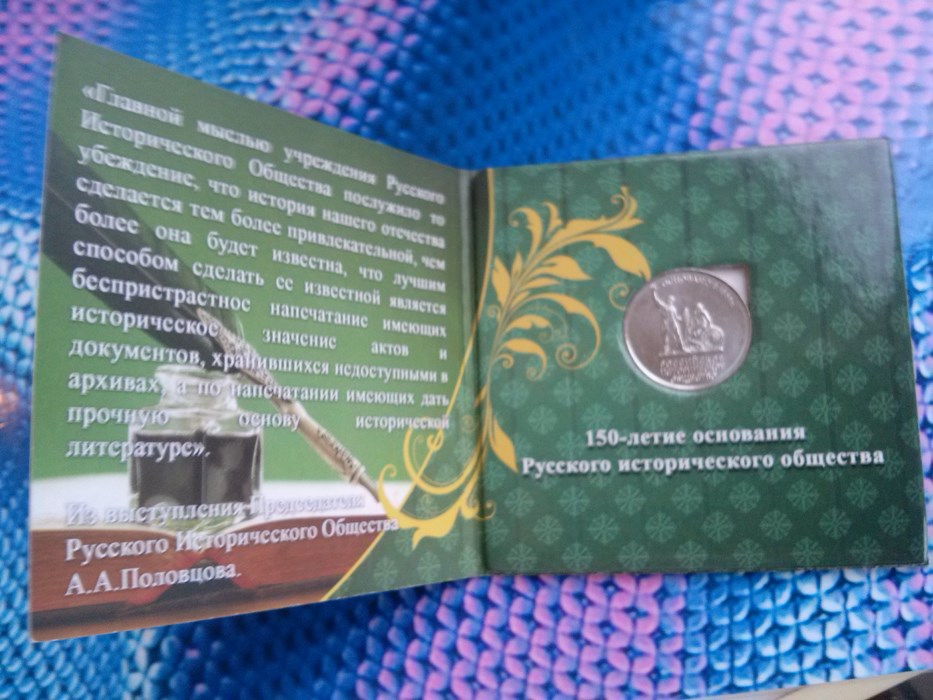 «Главной мыслью учреждения Русского
Исторического Общества послужило то
убеждение, что история нашего отечества
сделается тем более привлекательной, чем
более она будет известна, что лучшим
способом сделать ее известной является
беспристрастное напечатание имеющих
историческое значение актов и
документов, хранившихся недоступными в
архивах, а по напечатании имеющих дать
прочную основу исторической
литературе».
Из выступления Председателя
Русского Исторического Общества
А.А.Половцова.
150-летие основания
Русского исторического общества